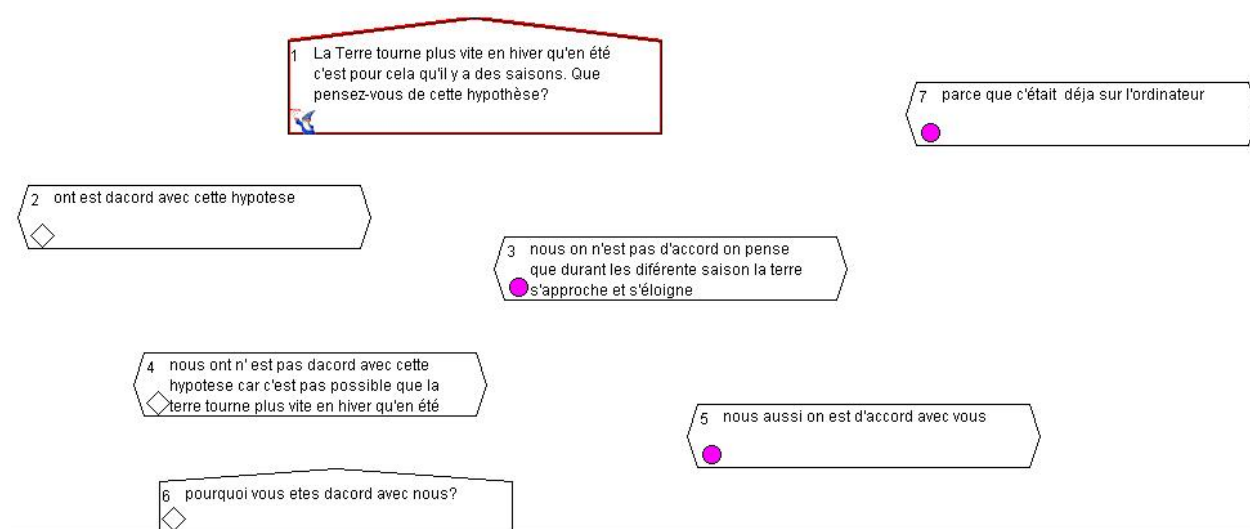 1 La Terre tourne plus vite en hiver qu'en été
c'est pour cela qu'il y a des saisons. Que
pensez-vous de cette hypothèse?
7 parce que c'était déja sur l'ordinateur
2 ont est dacord avec cette hypotese
3 nous on n'est pas d'accord on pense
que durant les diférente saison la terre
s'approche et s'éloigne
4 nous ont n' est pas dacord avec cette
hypotese car c'est pas possible que la
terre tourne plus vite en hiver qu'en été
5 nous aussi on est d'accord avec vous
6 pourquoi vous etes dacord avec nous?